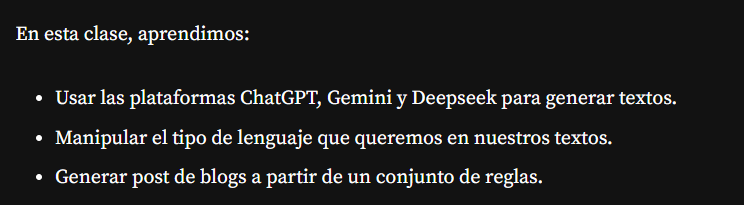 En esta clase, aprendimos:
• Usar las plataformas ChatGPT, Gemini y Deepseek para generar textos.
• Manipular el tipo de lenguaje que queremos en nuestros textos.
• Generar post de blogs a partir de un conjunto de reglas.